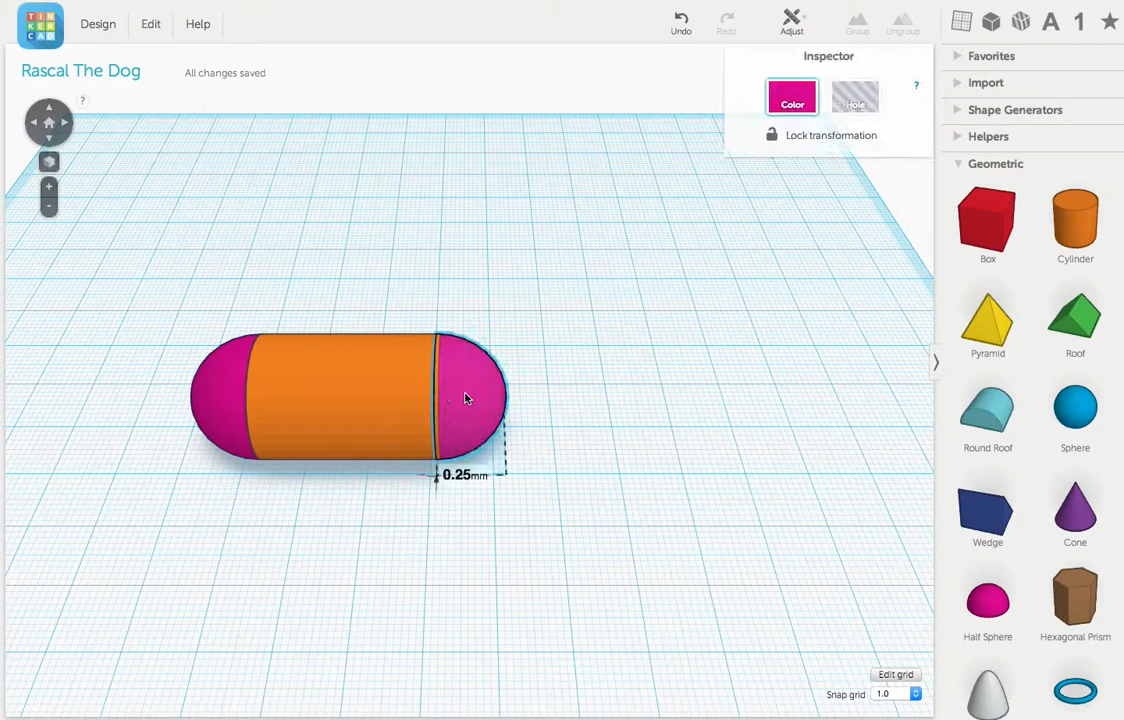 TIN
KER
CAD
Design
Edit
Help
Undo
Redo
Adjust
Group
Ungroup
A
1
Rascal The Dog
All changes saved
?
Inspector
Color
Hole
?
Lock transformation
Favorites
Import
Shape Generators
Helpers
Geometric
Box
Cylinder
Pyramid
Roof
Round Roof
Sphere
Wedge
Cone
Half Sphere
Hexagonal Prism
0.25mm
Edit grid
Snap grid 1.0